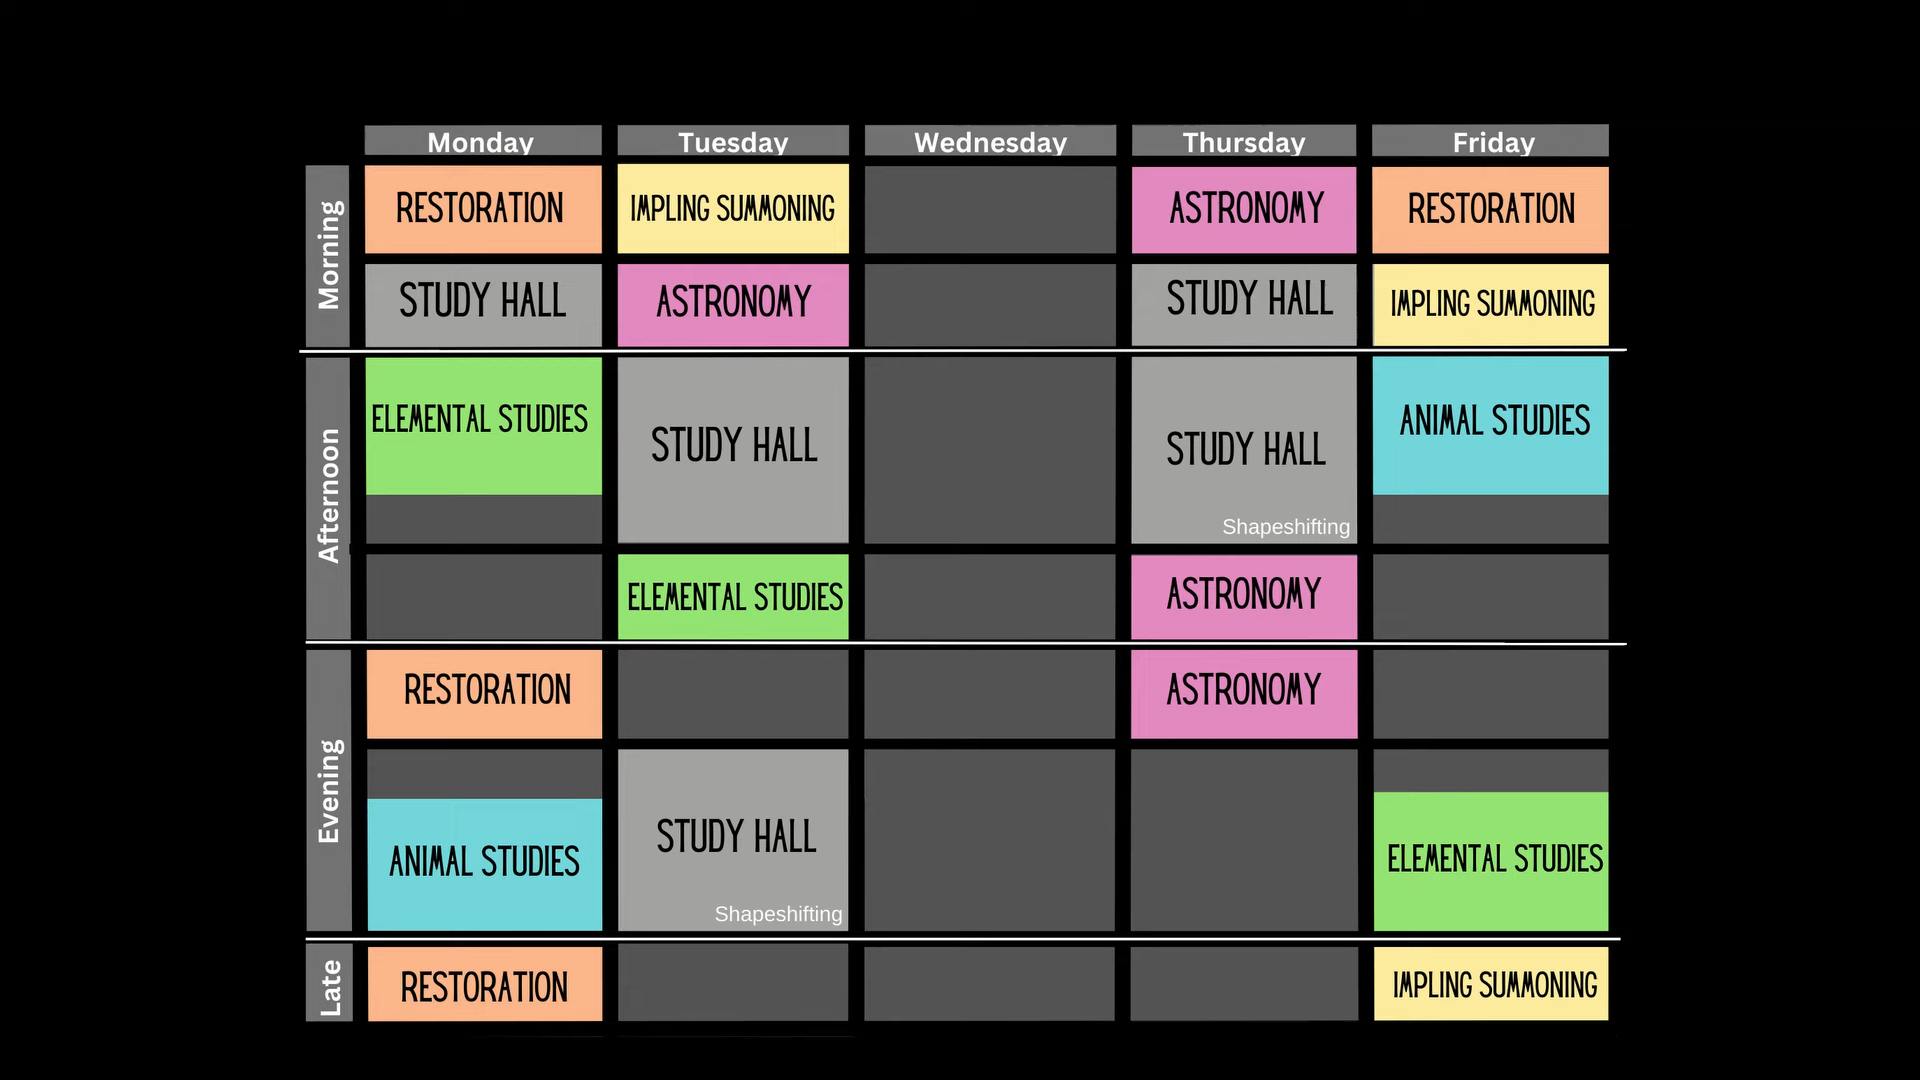 Monday Tuesday Wednesday Thursday Friday
Morning
RESTORATION IMPLING SUMMONING ASTRONOMY RESTORATION
STUDY HALL ASTRONOMY STUDY HALL IMPLING SUMMONING
Afternoon
ELEMENTAL STUDIES STUDY HALL STUDY HALL ANIMAL STUDIES
Shapeshifting
ELEMENTAL STUDIES ASTRONOMY
Evening
RESTORATION ASTRONOMY
ANIMAL STUDIES STUDY HALL ELEMENTAL STUDIES
Shapeshifting
Late
RESTORATION IMPLING SUMMONING